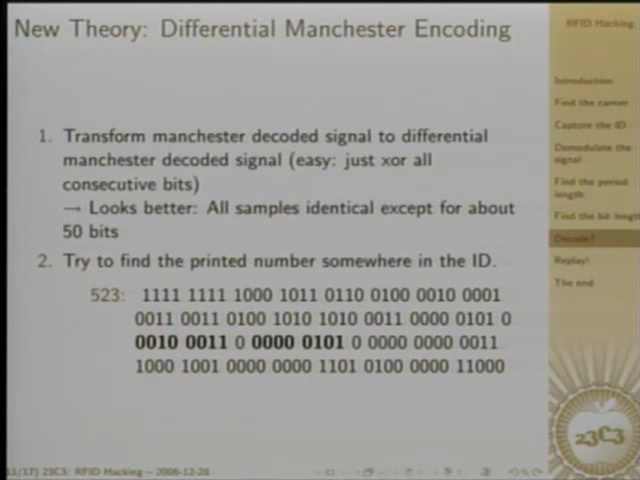 New Theory: Differential Manchester Encoding
1. Transform manchester decoded signal to differential
manchester decoded signal (easy: just xor all
consecutive bits)
→ Looks better: All samples identical except for about
50 bits
2. Try to find the printed number somewhere in the ID.
523: 1111 1111 1000 1011 0110 0100 0010 0001
0011 0011 0100 1010 1010 0011 0000 0101 0
0010 0011 0 0000 0101 0 0000 0000 0011
1000 1001 0000 0000 1101 0100 0000 11000
RFID Hacking
Introduction
Find the carrier
Capture the ID
Demodulate the
signal
Find the period
length
Find the bit length
Decode?
Replay!
The end
23C3
11/17) 23C3: RFID Hacking – 2006-12-28